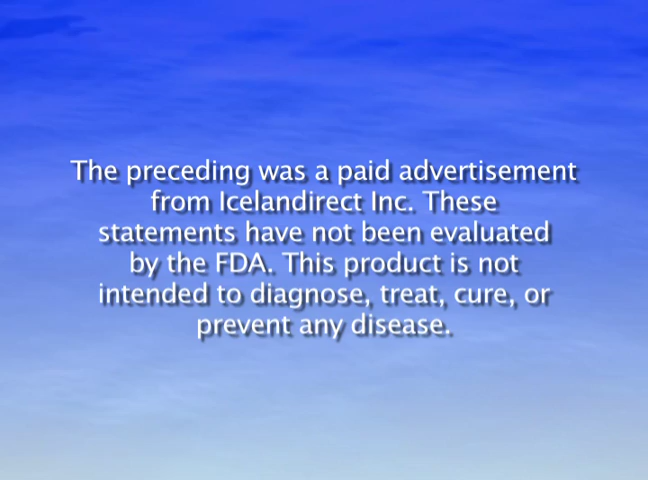 The preceding was a paid advertisement
from Icelandirect Inc. These
statements have not been evaluated
by the FDA. This product is not
intended to diagnose, treat, cure, or
prevent any disease.